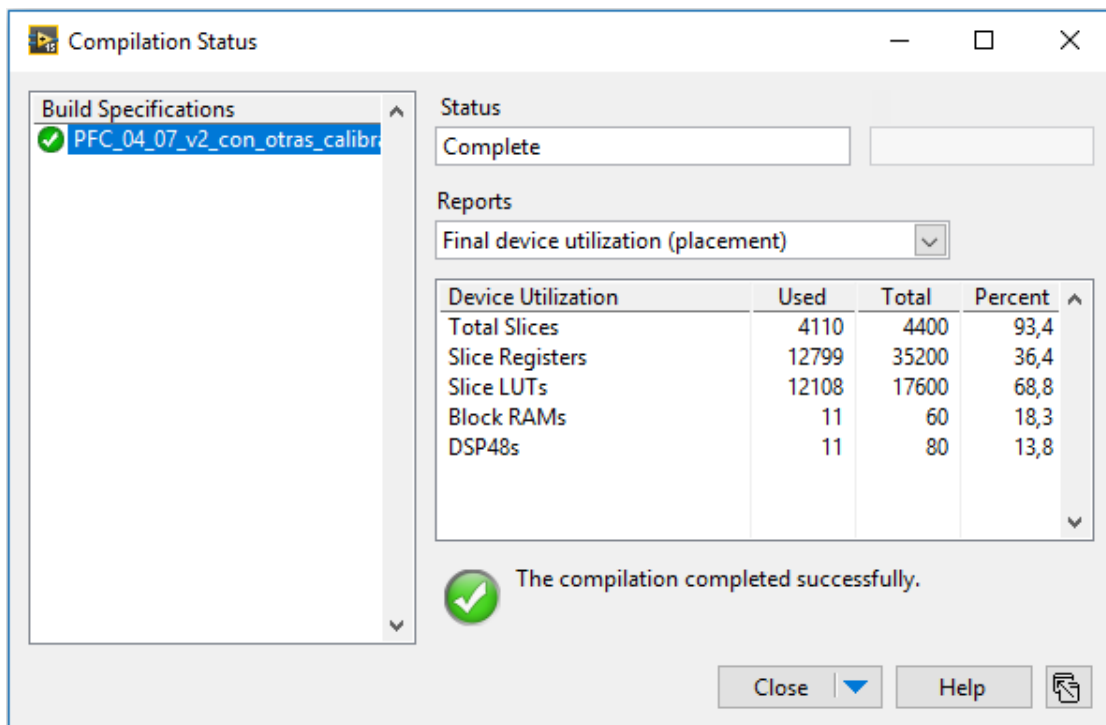 Compilation Status
Build Specifications
PFC_04_07_v2_con_otras_calibra
Status
Complete
Reports
Final device utilization (placement)
Device Utilization Used Total Percent
Total Slices 4110 4400 93,4
Slice Registers 12799 35200 36,4
Slice LUTs 12108 17600 68,8
Block RAMs 11 60 18,3
DSP48s 11 80 13,8
The compilation completed successfully.
Close Help